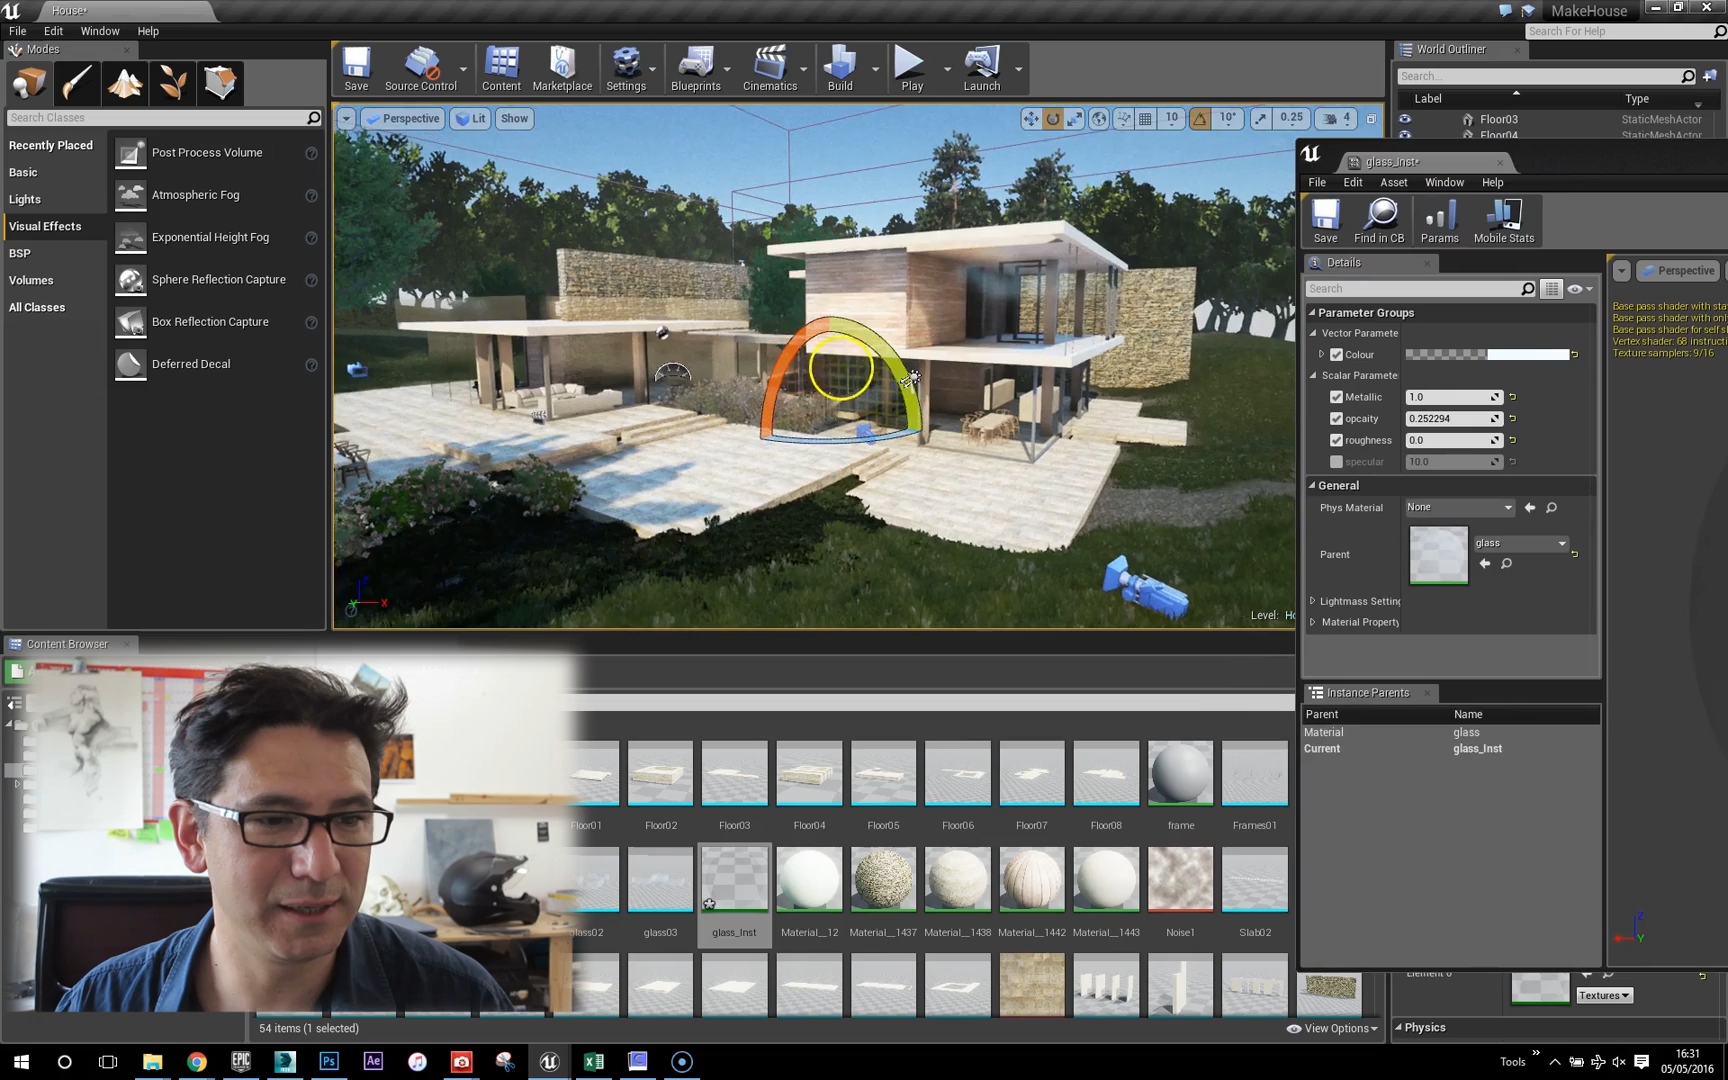 House*
MakeHouse
File Edit Window Help
Search For Help
Modes
Search Classes
Recently Placed
Basic
Lights
Visual Effects
BSP
Volumes
All Classes
Post Process Volume
Atmospheric Fog
Exponential Height Fog
Sphere Reflection Capture
Box Reflection Capture
Deferred Decal
Save Source Control Content Marketplace Settings Blueprints Cinematics Build Play Launch
Perspective Lit Show
10 10° 0.25 4
X
Level:
World Outliner
Search...
Label Type
Floor03 StaticMeshActor
Floor04 StaticMeshActor
glass_Inst*
File Edit Asset Window Help
Save Find in CB Params Mobile Stats
Details
Search
Parameter Groups
Vector Paramete
Colour
Scalar Paramete
Metallic 1.0
opcaity 0.252294
roughness 0.0
specular 10.0
General
Phys Material None
Parent glass
Lightmass Setting
Material Property
Perspective
Base pass shader with sta
Base pass shader with onl
Base pass shader for self s
Vertex shader: 68 instructi
Texture samplers: 9/16
Instance Parents
Parent Name
Material glass
Current glass_Inst
Z
Y
Content Browser
Floor01 Floor02 Floor03 Floor04 Floor05 Floor06 Floor07 Floor08 frame Frames01
glass03 glass_Inst Material__12 Material__1437 Material__1438 Material__1442 Material__1443 Noise1 Slab02
54 items (1 selected)
View Options
Element 0
Textures
Physics
EPIC
Ps
Ae
Tools
16:31
05/05/2016